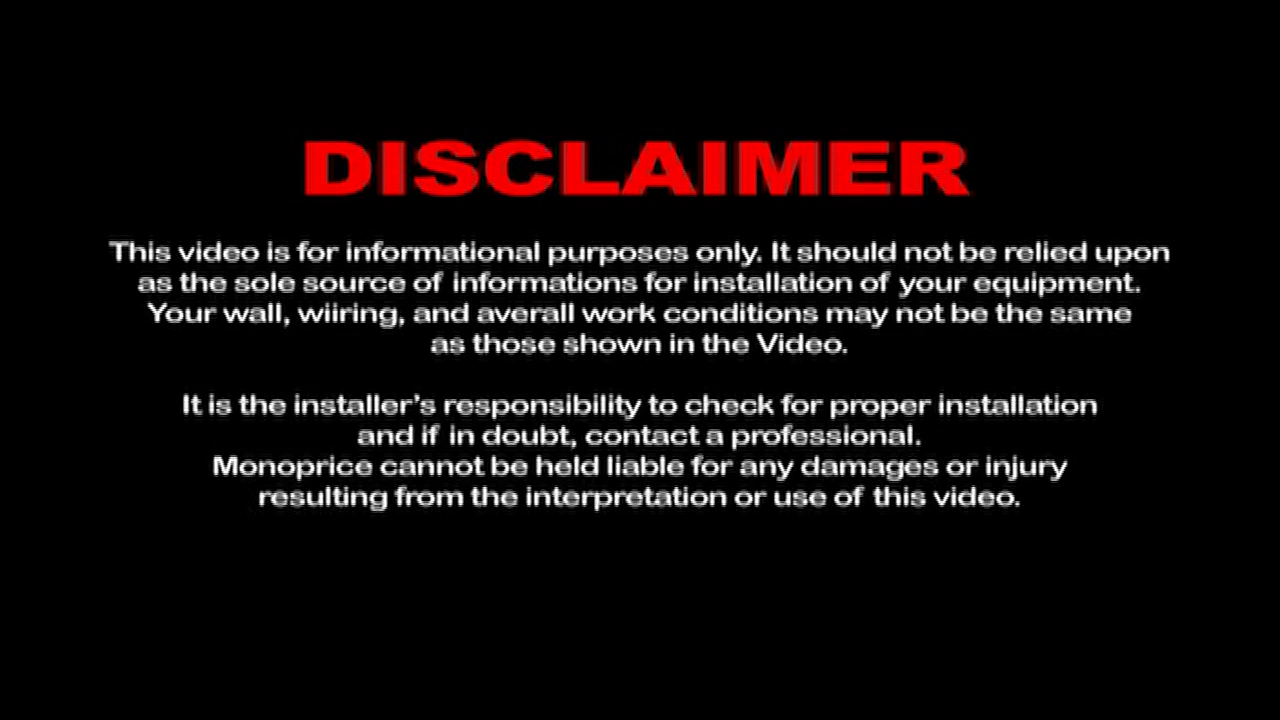 DISCLAIMER
This video is for informational purposes only. It should not be relied upon
as the sole source of informations for installation of your equipment.
Your wall, wiiring, and averall work conditions may not be the same
as those shown in the Video.
It is the installer's responsibility to check for proper installation
and if in doubt, contact a professional.
Monoprice cannot be held liable for any damages or injury
resulting from the interpretation or use of this video.